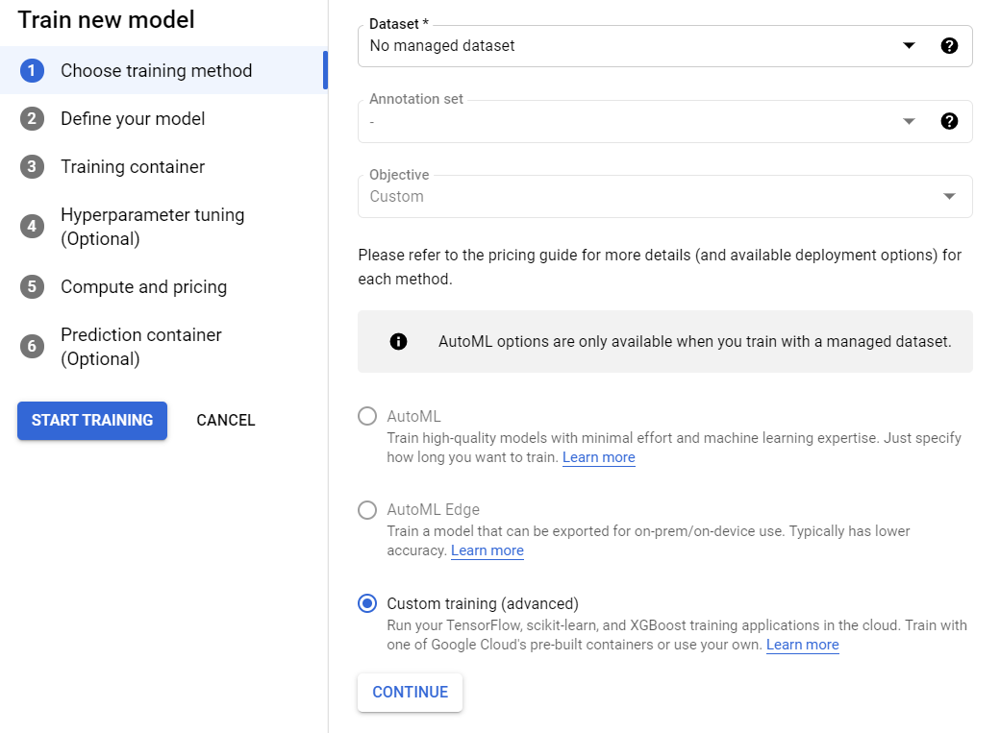 Train new model
1 Choose training method
2 Define your model
3 Training container
4 Hyperparameter tuning
(Optional)
5 Compute and pricing
6 Prediction container
(Optional)
START TRAINING CANCEL
Dataset *
No managed dataset
Annotation set
-
Objective
Custom
Please refer to the pricing guide for more details (and available deployment options) for
each method.
AutoML options are only available when you train with a managed dataset.
AutoML
Train high-quality models with minimal effort and machine learning expertise. Just specify
how long you want to train. Learn more
AutoML Edge
Train a model that can be exported for on-prem/on-device use. Typically has lower
accuracy. Learn more
Custom training (advanced)
Run your TensorFlow, scikit-learn, and XGBoost training applications in the cloud. Train with
one of Google Cloud's pre-built containers or use your own. Learn more
CONTINUE